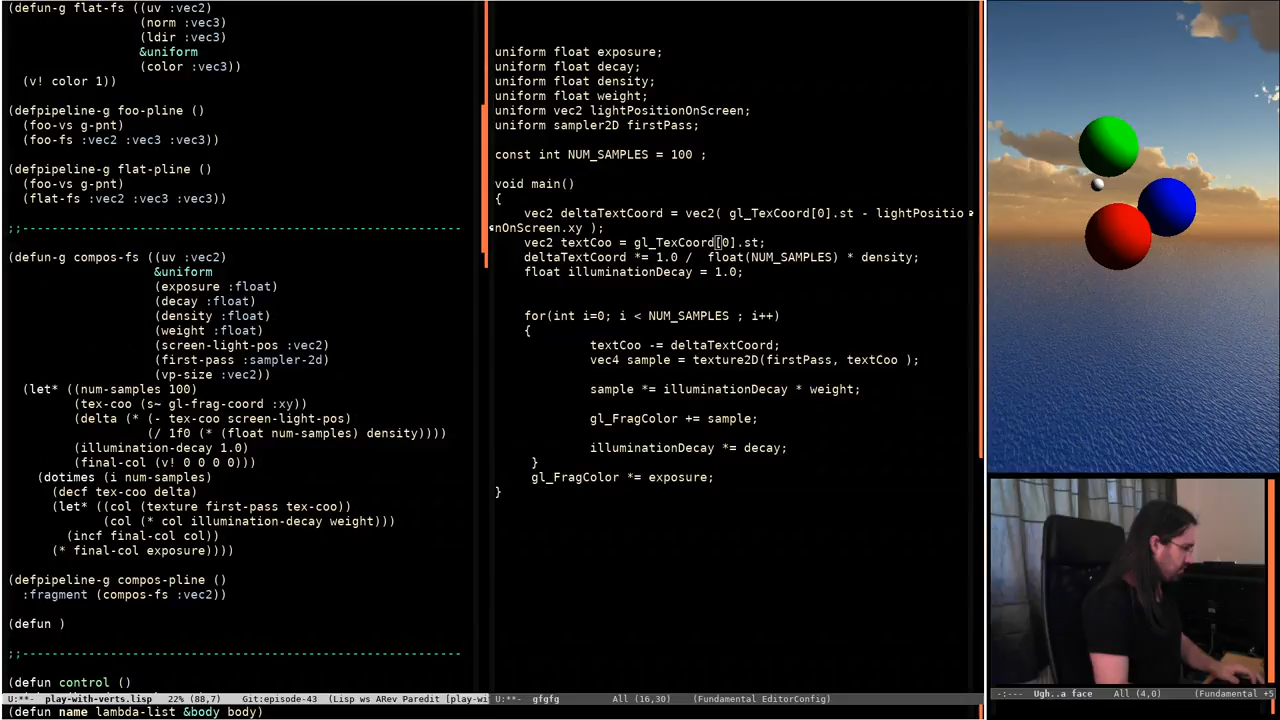 (defun-g flat-fs ((uv :vec2)
(norm :vec3)
(ldir :vec3)
&uniform
(color :vec3))
(v! color 1))
(defpipeline-g foo-pline ()
(foo-vs g-pnt)
(foo-fs :vec2 :vec3 :vec3))
(defpipeline-g flat-pline ()
(foo-vs g-pnt)
(flat-fs :vec2 :vec3 :vec3))
;;--------------------------------------------------------------
(defun-g compos-fs ((uv :vec2)
&uniform
(exposure :float)
(decay :float)
(density :float)
(weight :float)
(screen-light-pos :vec2)
(first-pass :sampler-2d)
(vp-size :vec2))
(let* ((num-samples 100)
(tex-coo (s~ gl-frag-coord :xy))
(delta (* (- tex-coo screen-light-pos)
(/ 1f0 (* (float num-samples) density))))
(illumination-decay 1.0)
(final-col (v! 0 0 0 0)))
(dotimes (i num-samples)
(decf tex-coo delta)
(let* ((col (texture first-pass tex-coo))
(col (* col illumination-decay weight)))
(incf final-col col))
(* final-col exposure))))
(defpipeline-g compos-pline ()
:fragment (compos-fs :vec2))
(defun )
;;--------------------------------------------------------------
(defun control ()
U:**-  play-with-verts.lisp   22% (88,7)    Git:episode-43  (Lisp ws ARev Paredit [play-wi
(defun name lambda-list &body body)
uniform float exposure;
uniform float decay;
uniform float density;
uniform float weight;
uniform vec2 lightPositionOnScreen;
uniform sampler2D firstPass;
const int NUM_SAMPLES = 100 ;
void main()
{
vec2 deltaTextCoord = vec2( gl_TexCoord[0].st - lightPositio
nOnScreen.xy );
vec2 textCoo = gl_TexCoord[0].st;
deltaTextCoord *= 1.0 /  float(NUM_SAMPLES) * density;
float illuminationDecay = 1.0;
for(int i=0; i < NUM_SAMPLES ; i++)
{
textCoo -= deltaTextCoord;
vec4 sample = texture2D(firstPass, textCoo );
sample *= illuminationDecay * weight;
gl_FragColor += sample;
illuminationDecay *= decay;
}
gl_FragColor *= exposure;
}
U:**-  gfgfg          All (16,30)     (Fundamental EditorConfig)
-:---  Ugh..a face    All (4,0)      (Fundamental +5